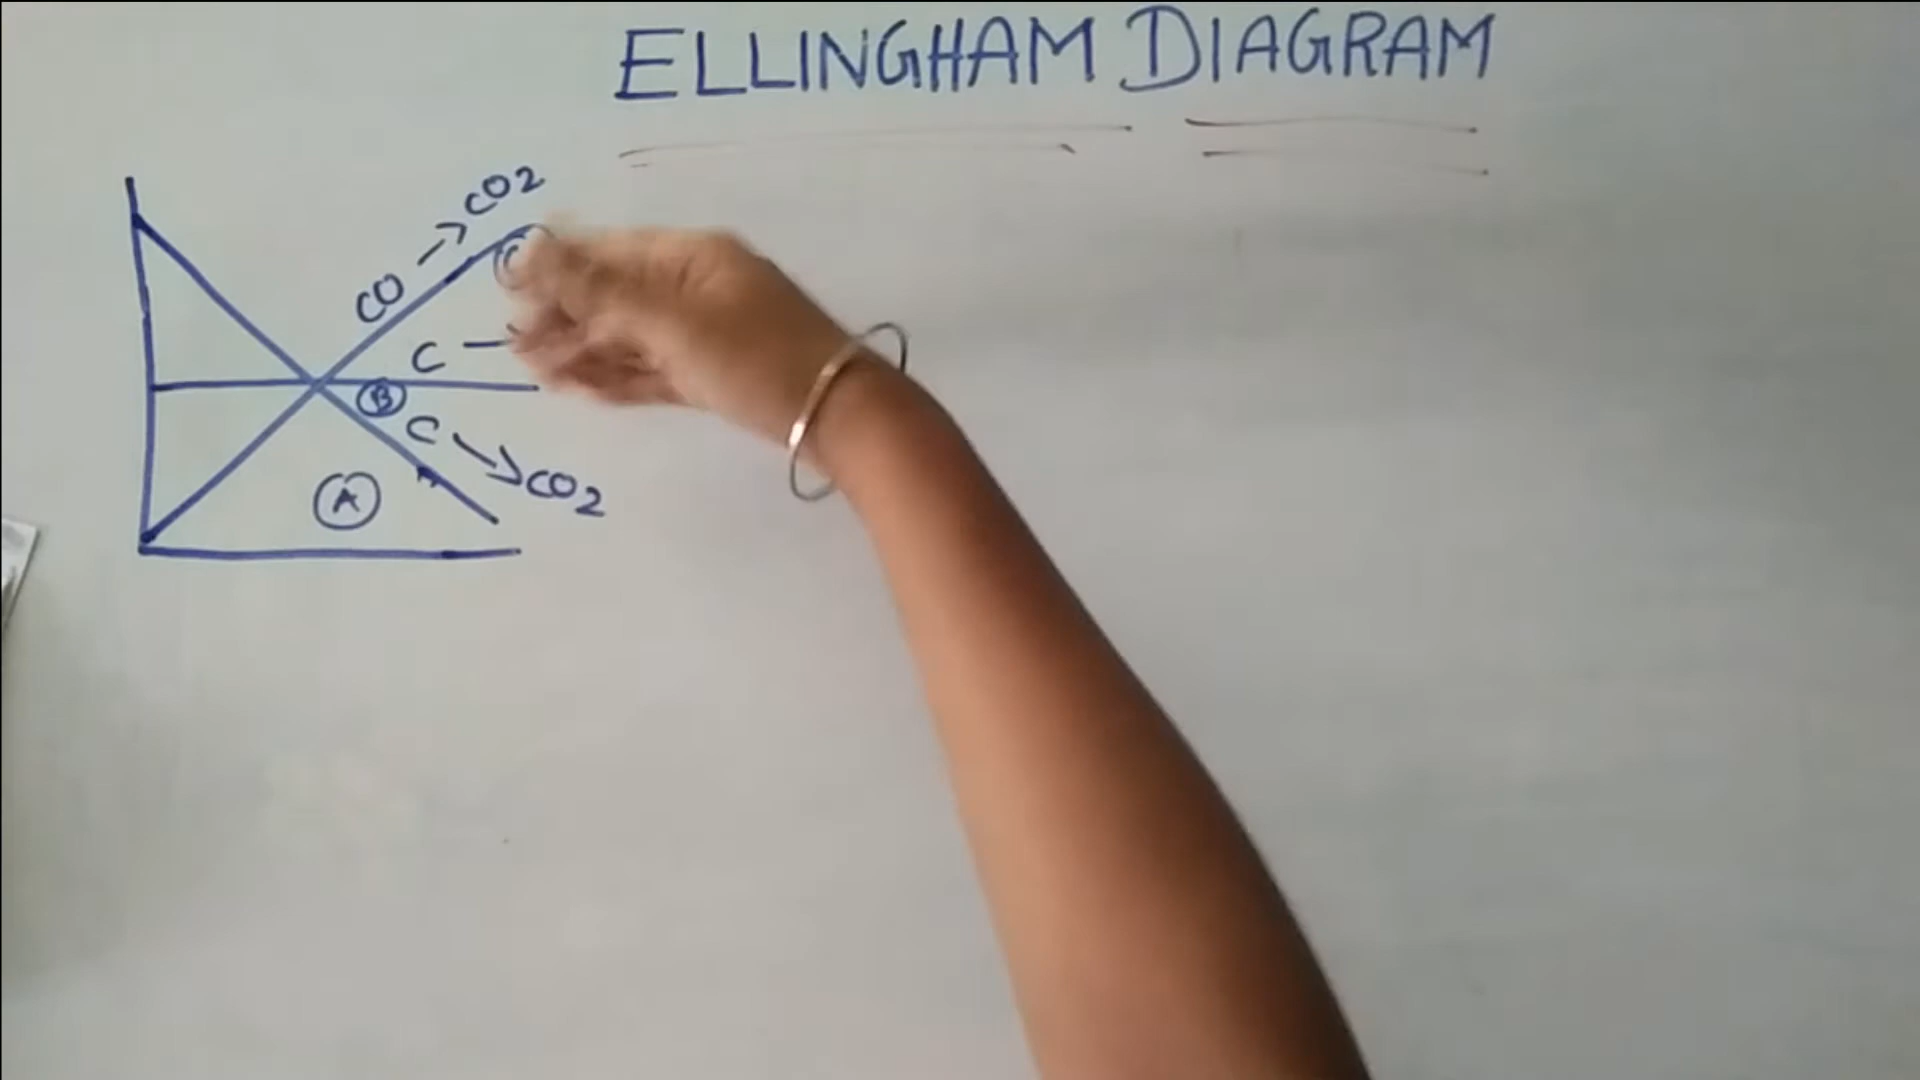 ELLINGHAM DIAGRAM
CO → CO2
C —
B
C → CO2
A